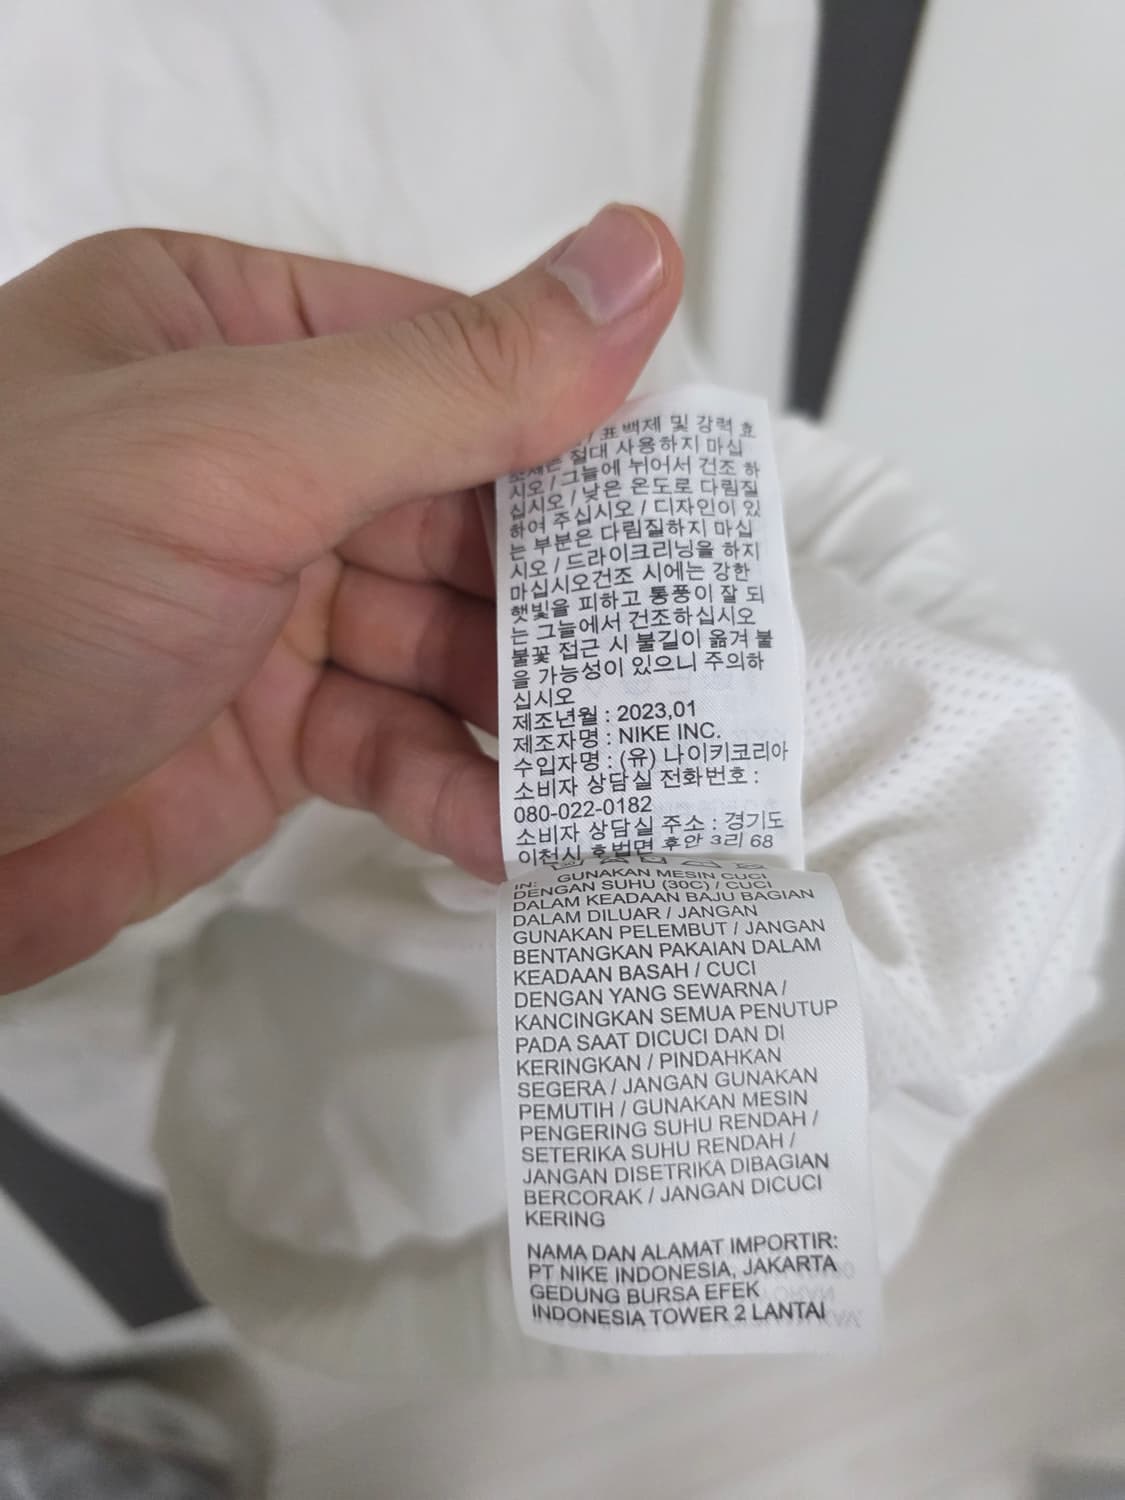 / 표백제 및 강력 효
소제는 절대 사용하지 마십
시오 / 그늘에 뉘어서 건조 하
십시오 / 낮은 온도로 다림질
하여 주십시오 / 디자인이 있
는 부분은 다림질하지 마십
시오 / 드라이크리닝을 하지
마십시오건조 시에는 강한
햇빛을 피하고 통풍이 잘 되
는 그늘에서 건조하십시오
불꽃 접근 시 불길이 옮겨 붙
을 가능성이 있으니 주의하
십시오
제조년월 : 2023,01
제조자명 : NIKE INC.
수입자명 : (유) 나이키코리아
소비자 상담실 전화번호 :
080-022-0182
소비자 상담실 주소 : 경기도
이천시 호법면 후안 3리 68
IN: GUNAKAN MESIN CUCI
DENGAN SUHU (30C) / CUCI
DALAM KEADAAN BAJU BAGIAN
DALAM DILUAR / JANGAN
GUNAKAN PELEMBUT / JANGAN
BENTANGKAN PAKAIAN DALAM
KEADAAN BASAH / CUCI
DENGAN YANG SEWARNA /
KANCINGKAN SEMUA PENUTUP
PADA SAAT DICUCI DAN DI
KERINGKAN / PINDAHKAN
SEGERA / JANGAN GUNAKAN
PEMUTIH / GUNAKAN MESIN
PENGERING SUHU RENDAH /
SETERIKA SUHU RENDAH /
JANGAN DISETRIKA DIBAGIAN
BERCORAK / JANGAN DICUCI
KERING
NAMA DAN ALAMAT IMPORTIR:
PT NIKE INDONESIA, JAKARTA
GEDUNG BURSA EFEK
INDONESIA TOWER 2 LANTAI